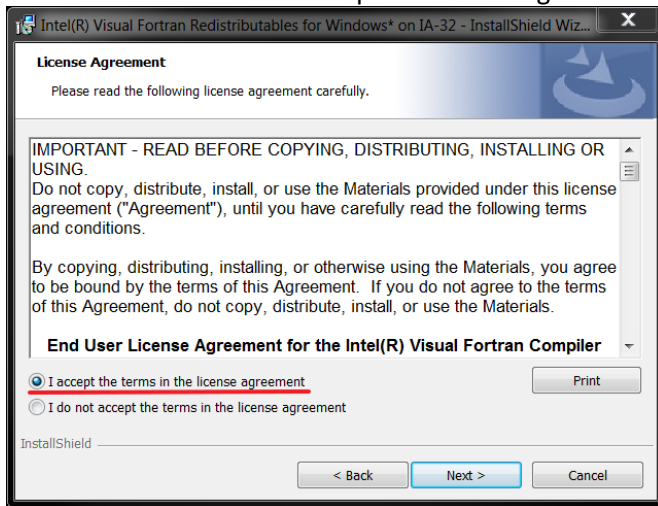 Intel(R) Visual Fortran Redistributables for Windows* on IA-32 - InstallShield Wiz...
License Agreement
Please read the following license agreement carefully.
IMPORTANT - READ BEFORE COPYING, DISTRIBUTING, INSTALLING OR
USING.
Do not copy, distribute, install, or use the Materials provided under this license
agreement ("Agreement"), until you have carefully read the following terms
and conditions.
By copying, distributing, installing, or otherwise using the Materials, you agree
to be bound by the terms of this Agreement.  If you do not agree to the terms
of this Agreement, do not copy, distribute, install, or use the Materials.
End User License Agreement for the Intel(R) Visual Fortran Compiler
I accept the terms in the license agreement
Print
I do not accept the terms in the license agreement
InstallShield
< Back
Next >
Cancel